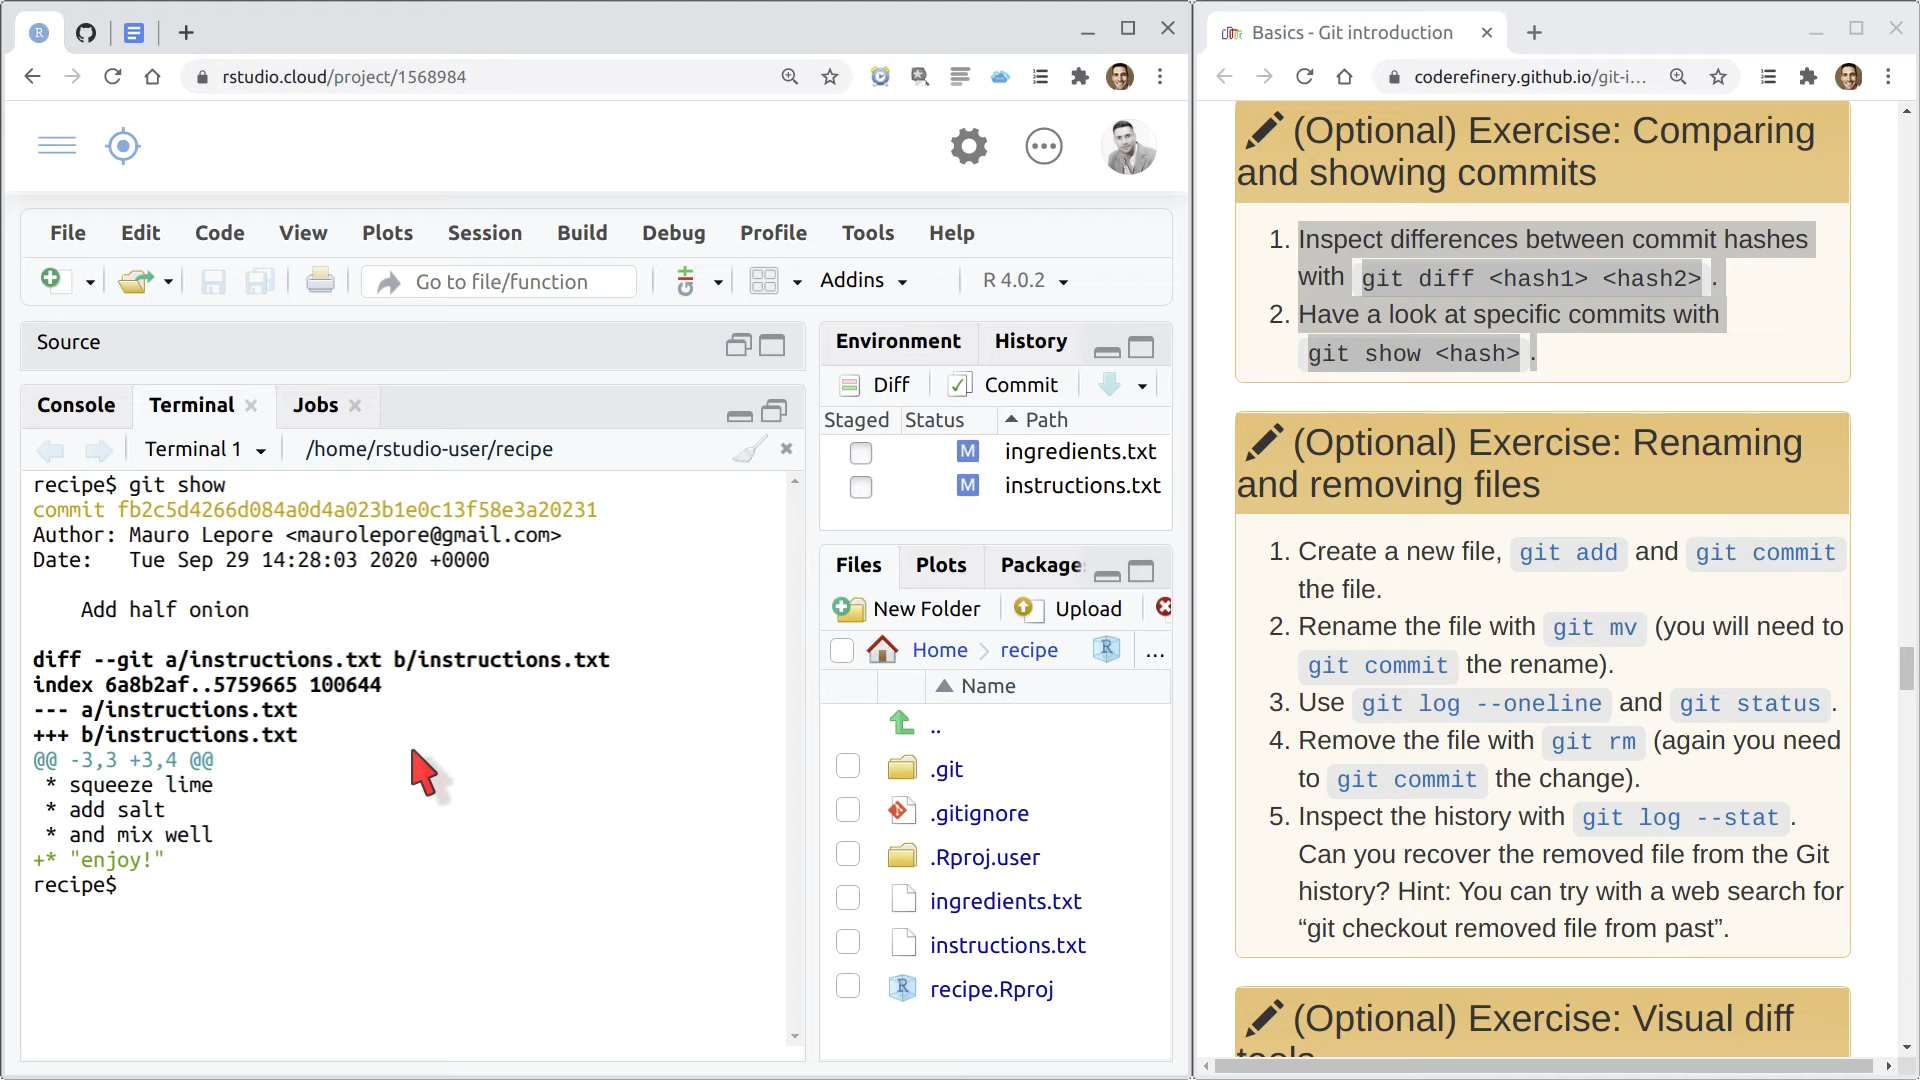 rstudio.cloud/project/1568984
File Edit Code View Plots Session Build Debug Profile Tools Help
Go to file/function
Addins
R 4.0.2
Source
Console Terminal Jobs
Terminal 1
/home/rstudio-user/recipe
recipe$ git show
commit fb2c5d4266d084a0d4a023b1e0c13f58e3a20231
Author: Mauro Lepore <maurolepore@gmail.com>
Date:   Tue Sep 29 14:28:03 2020 +0000
Add half onion
diff --git a/instructions.txt b/instructions.txt
index 6a8b2af..5759665 100644
--- a/instructions.txt
+++ b/instructions.txt
@@ -3,3 +3,4 @@
* squeeze lime
* add salt
* and mix well
+* "enjoy!"
recipe$
Environment History
Diff Commit
Staged Status Path
M ingredients.txt
M instructions.txt
Files Plots Package
New Folder Upload
Home recipe R ...
Name
..
.git
.gitignore
.Rproj.user
ingredients.txt
instructions.txt
recipe.Rproj
Basics - Git introduction
coderefinery.github.io/git-i...
(Optional) Exercise: Comparing
and showing commits
1. Inspect differences between commit hashes
with git diff <hash1> <hash2> .
2. Have a look at specific commits with
git show <hash> .
(Optional) Exercise: Renaming
and removing files
1. Create a new file, git add and git commit
the file.
2. Rename the file with git mv (you will need to
git commit the rename).
3. Use git log --oneline and git status .
4. Remove the file with git rm (again you need
to git commit the change).
5. Inspect the history with git log --stat .
Can you recover the removed file from the Git
history? Hint: You can try with a web search for
“git checkout removed file from past”.
(Optional) Exercise: Visual diff
tools